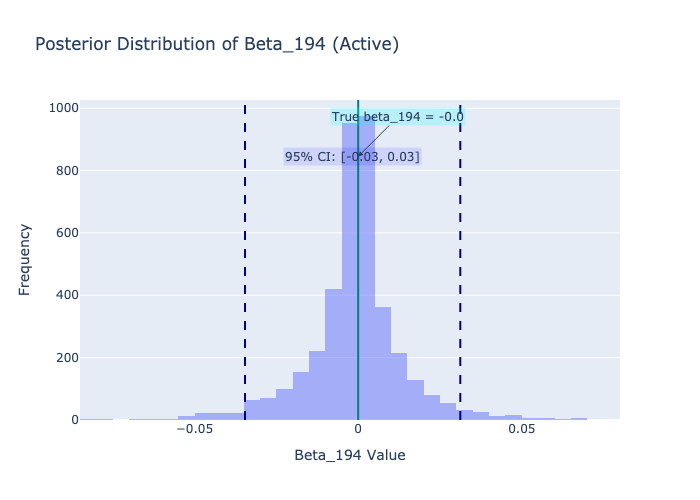 Posterior Distribution of Beta_194 (Active)
True beta_194 = -0.0
95% CI: [-0.03, 0.03]
1000
800
600
400
200
0
Frequency
−0.05
0
0.05
Beta_194 Value